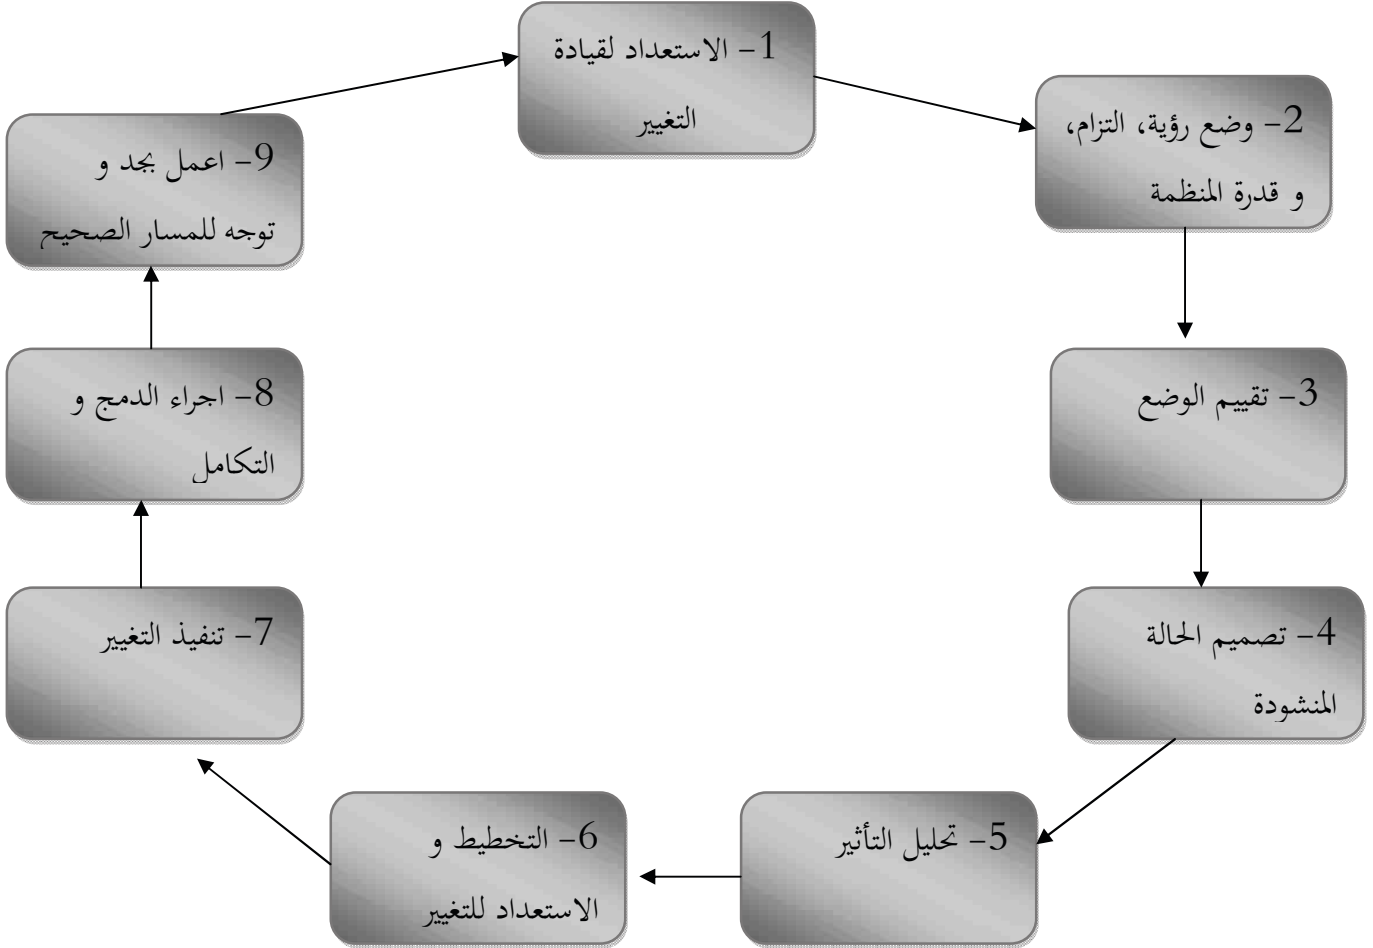 1- الاستعداد لقيادة
التغيير
2- وضع رؤية، التزام،
و قدرة المنظمة
3- تقييم الوضع
4- تصميم الحالة
المنشودة
5- تحليل التأثير
6- التخطيط و
الاستعداد للتغيير
7- تنفيذ التغيير
8- اجراء الدمج و
التكامل
9- اعمل بجد و
توجه للمسار الصحيح